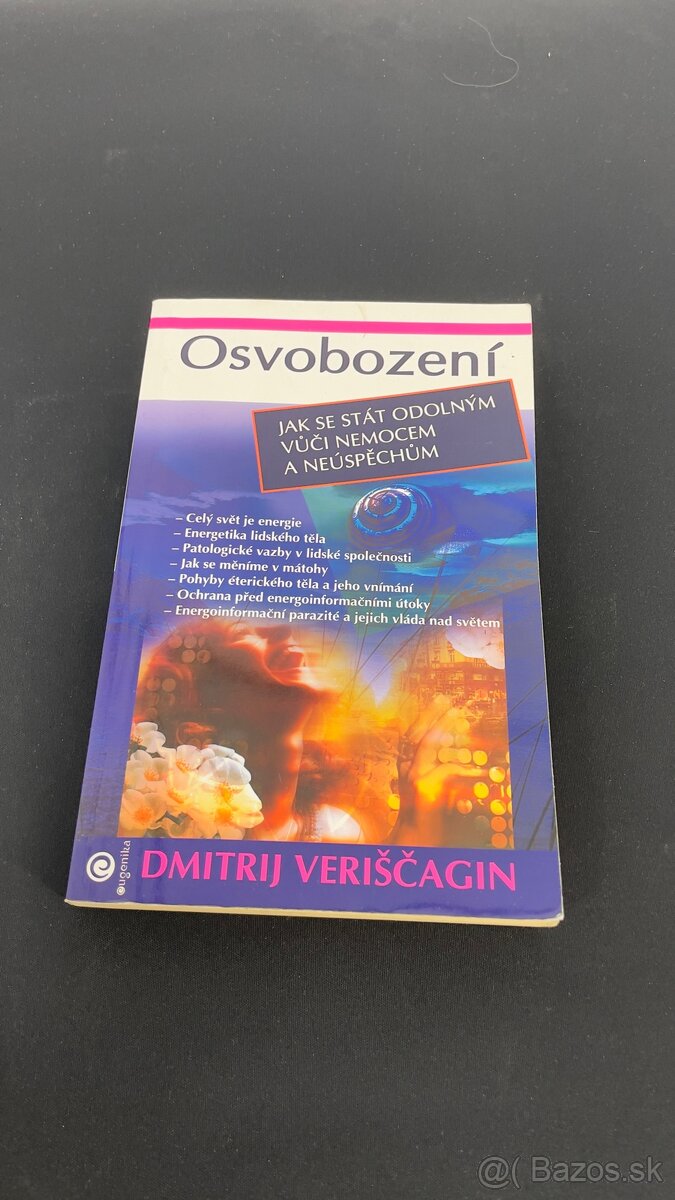 Osvobození
JAK SE STÁT ODOLNÝM
VŮČI NEMOCEM
A NEÚSPĚCHŮM
– Celý svět je energie
– Energetika lidského těla
– Patologické vazby v lidské společnosti
– Jak se měníme v mátohy
– Pohyby éterického těla a jeho vnímání
– Ochrana před energoinformačními útoky
– Energoinformační parazité a jejich vláda nad světem
eugenika
DMITRIJ VERIŠČAGIN
@( Bazos.sk